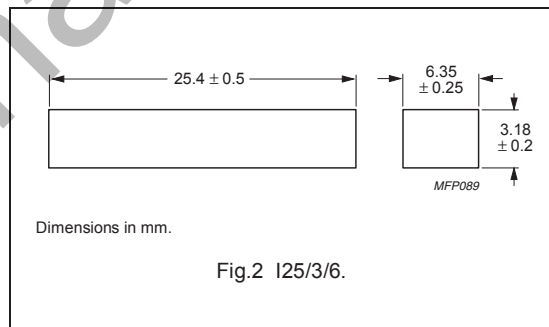 25.4 ± 0.5
6.35
± 0.25
3.18
± 0.2
MFP089
Dimensions in mm.
Fig.2 I25/3/6.